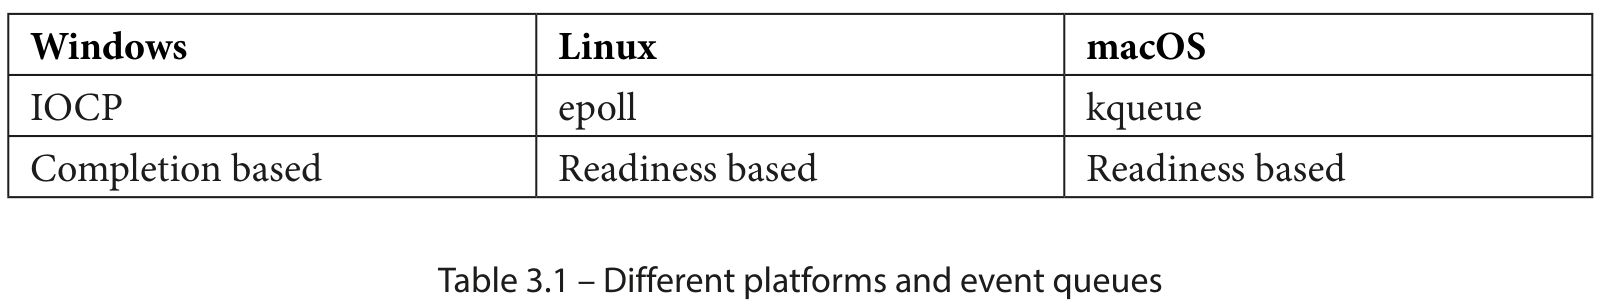 Windows Linux macOS
IOCP epoll kqueue
Completion based Readiness based Readiness based
Table 3.1 – Different platforms and event queues